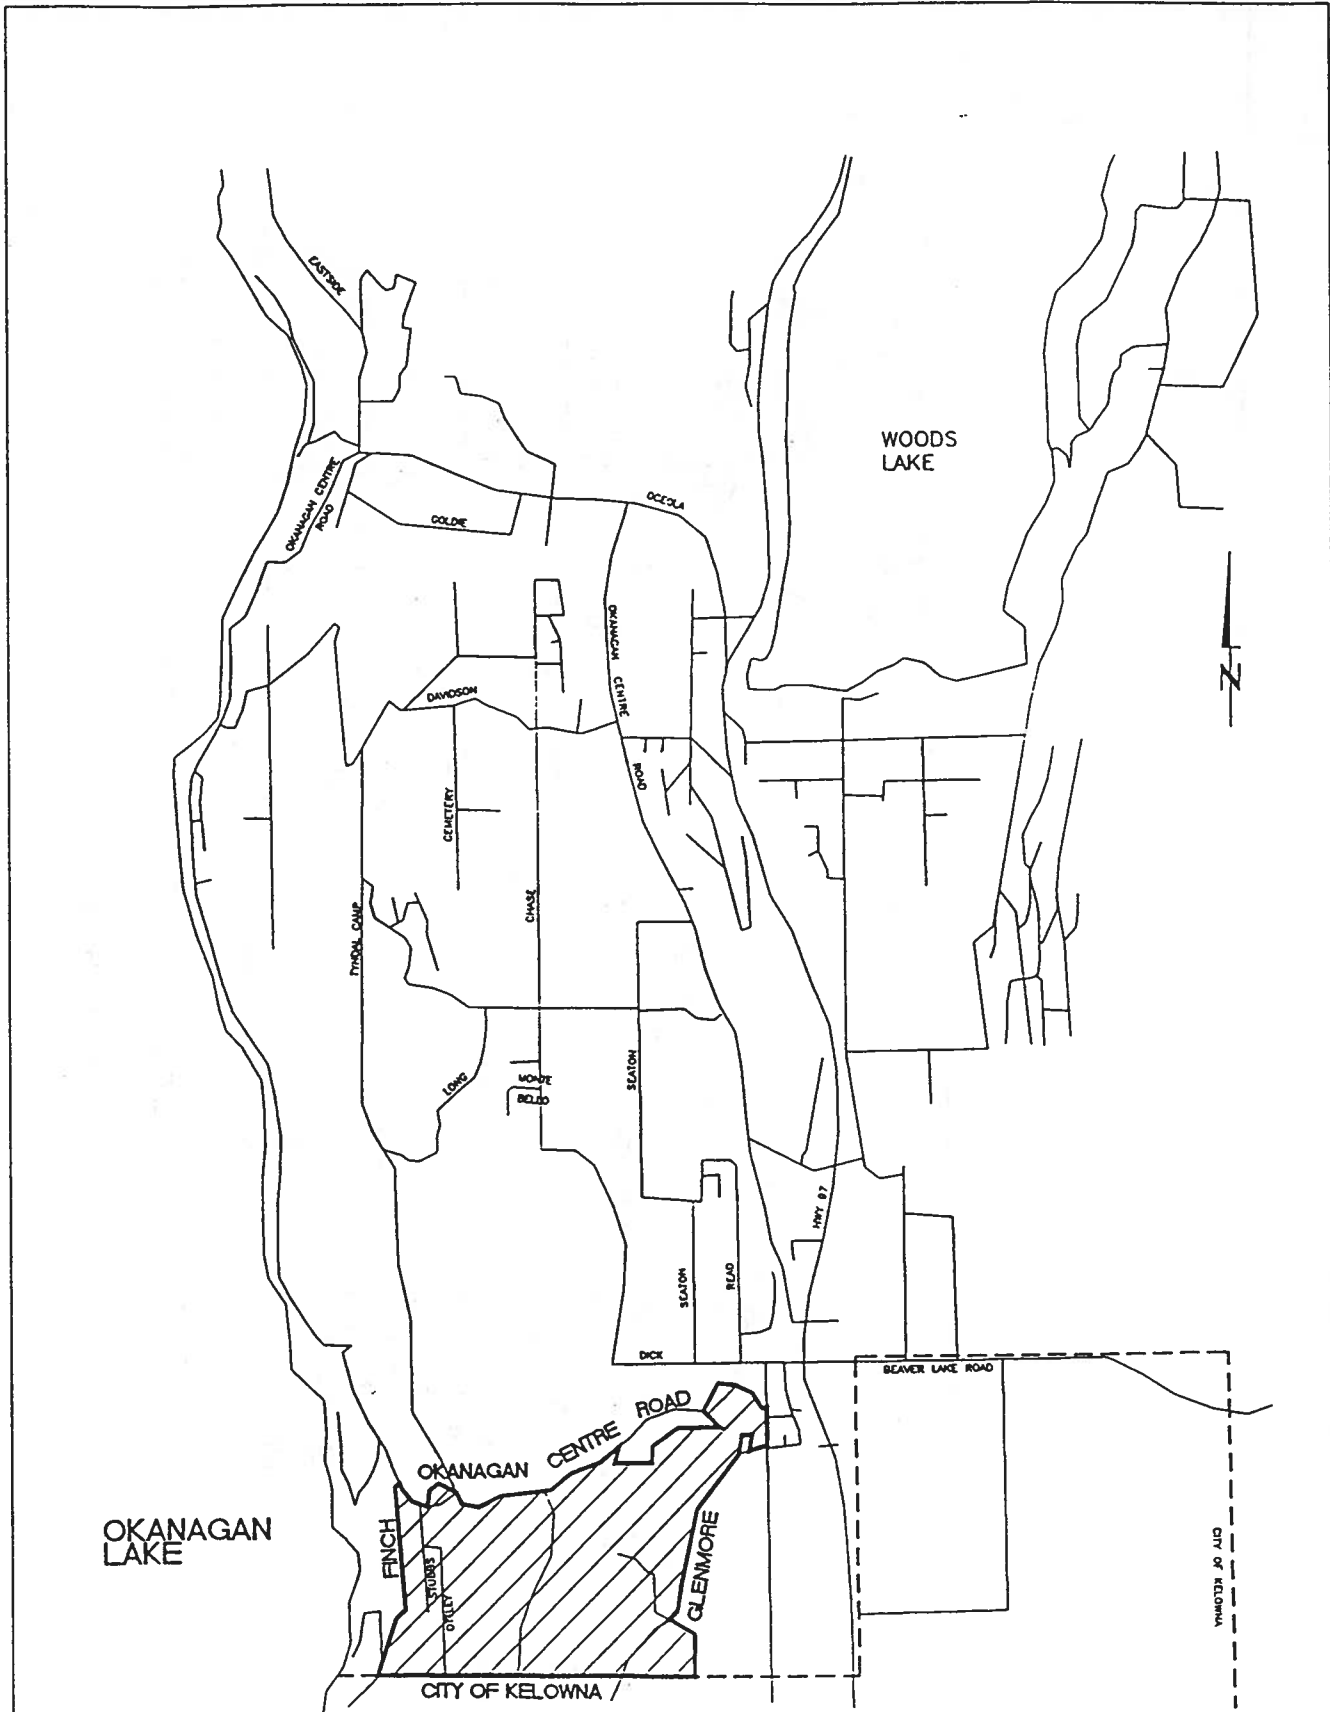 EASTSIDE
WOODS
LAKE
OKANAGAN CENTRE
ROAD
GOLDIE
OCEOLA
OKANAGAN CENTRE
ROAD
DAVIDSON
N
CEMETERY
CHASE
TYNDAL CAMP
LONG
MONTE
BELLO
SEATON
HWY 97
SEATON
READ
DICK
BEAVER LAKE ROAD
OKANAGAN CENTRE ROAD
OKANAGAN
LAKE
FINCH
STUBBS
OYLEY
GLENMORE
CITY OF KELOWNA
CITY OF KELOWNA